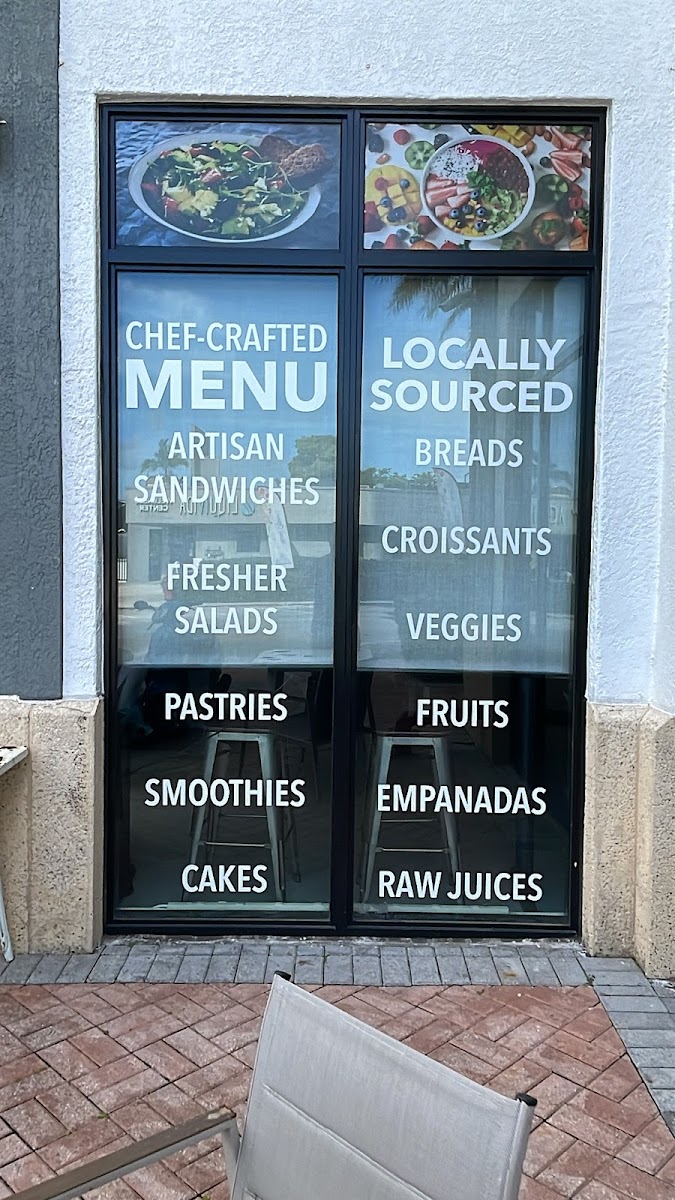 CHEF-CRAFTED
MENU
ARTISAN
SANDWICHES
FRESHER
SALADS
PASTRIES
SMOOTHIES
CAKES
LOCALLY
SOURCED
BREADS
CROISSANTS
VEGGIES
FRUITS
EMPANADAS
RAW JUICES